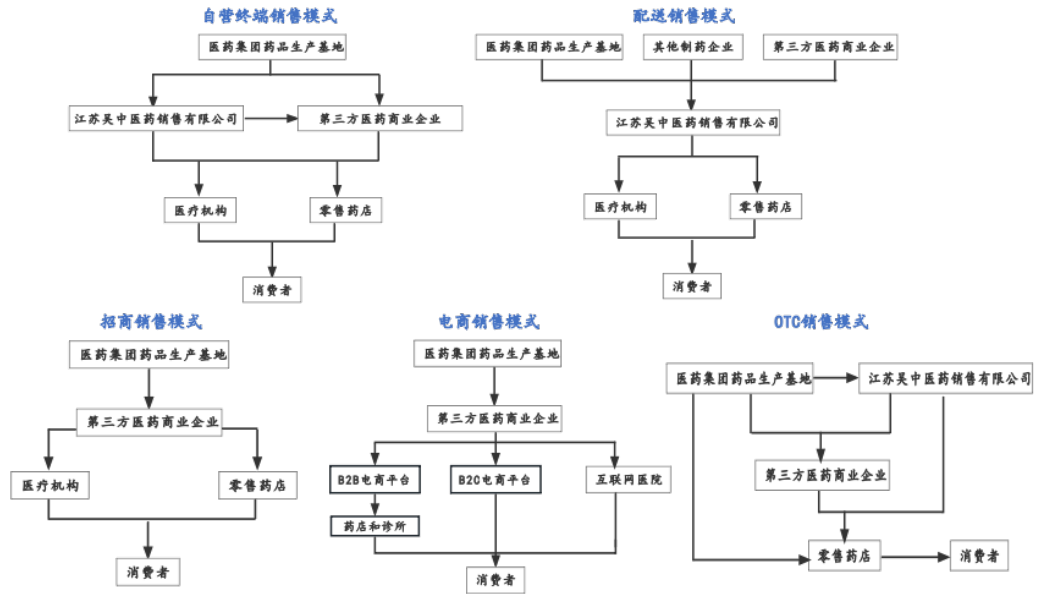 自营终端销售模式
医药集团药品生产基地
江苏吴中医药销售有限公司
第三方医药商业企业
医疗机构
零售药店
消费者
配送销售模式
医药集团药品生产基地
其他制药企业
第三方医药商业企业
江苏吴中医药销售有限公司
医疗机构
零售药店
消费者
招商销售模式
医药集团药品生产基地
第三方医药商业企业
医疗机构
零售药店
消费者
电商销售模式
医药集团药品生产基地
第三方医药商业企业
B2B电商平台
B2C电商平台
互联网医院
药店和诊所
消费者
OTC销售模式
医药集团药品生产基地
江苏吴中医药销售有限公司
第三方医药商业企业
零售药店
消费者